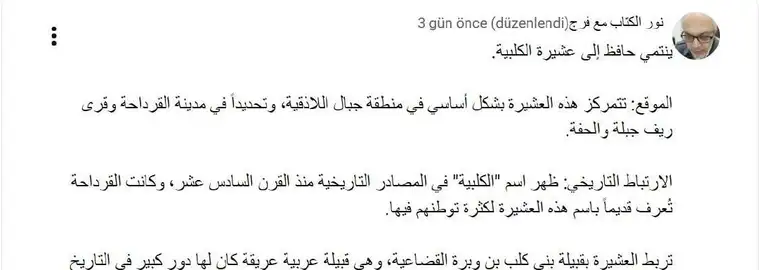 نور الكتاب مع فرج(düzenlendi) 3 gün önce
ينتمي حافظ إلى عشيرة الكلبية.
الموقع: تتمركز هذه العشيرة بشكل أساسي في منطقة جبال اللاذقية، وتحديداً في مدينة القرداحة وقرى
ريف جبلة والحفة.
الارتباط التاريخي: ظهر اسم "الكلبية" في المصادر التاريخية منذ القرن السادس عشر، وكانت القرداحة
تُعرف قديماً باسم هذه العشيرة لكثرة توطنهم فيها.
تربط العشيرة بقبيلة بني كلب بن وبرة القضاعية، وهي قبيلة عربية عريقة كان لها دور كبير في التاريخ